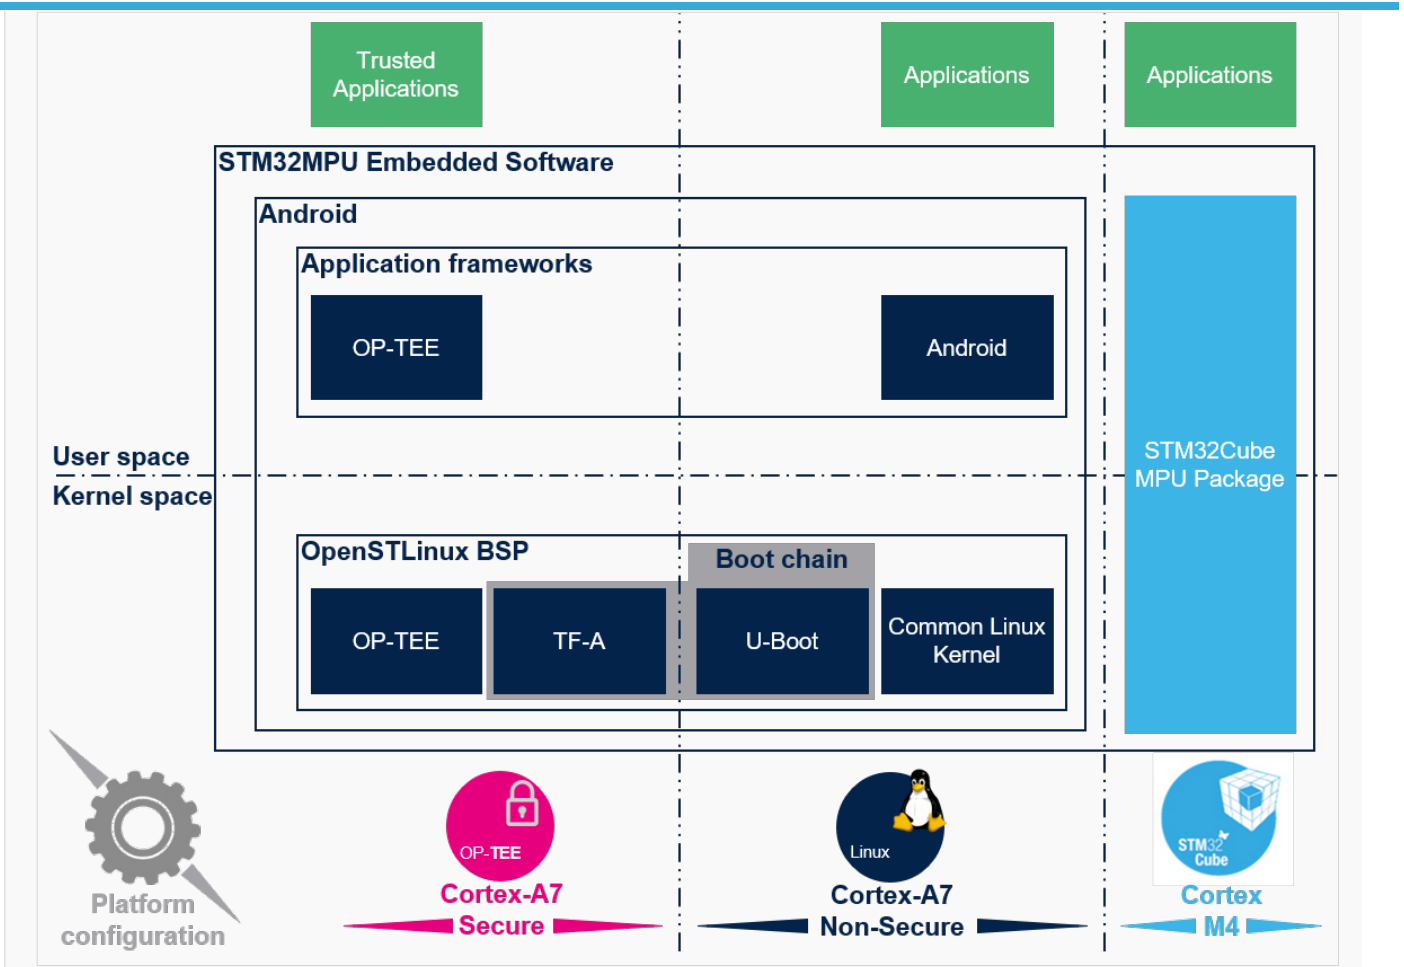 Trusted
Applications
Applications
Applications
STM32MPU Embedded Software
Android
Application frameworks
OP-TEE
Android
STM32Cube
MPU Package
User space
Kernel space
OpenSTLinux BSP
Boot chain
OP-TEE
TF-A
U-Boot
Common Linux
Kernel
Platform
configuration
OP-TEE
Cortex-A7
Secure
Linux
Cortex-A7
Non-Secure
STM32
Cube
Cortex
M4